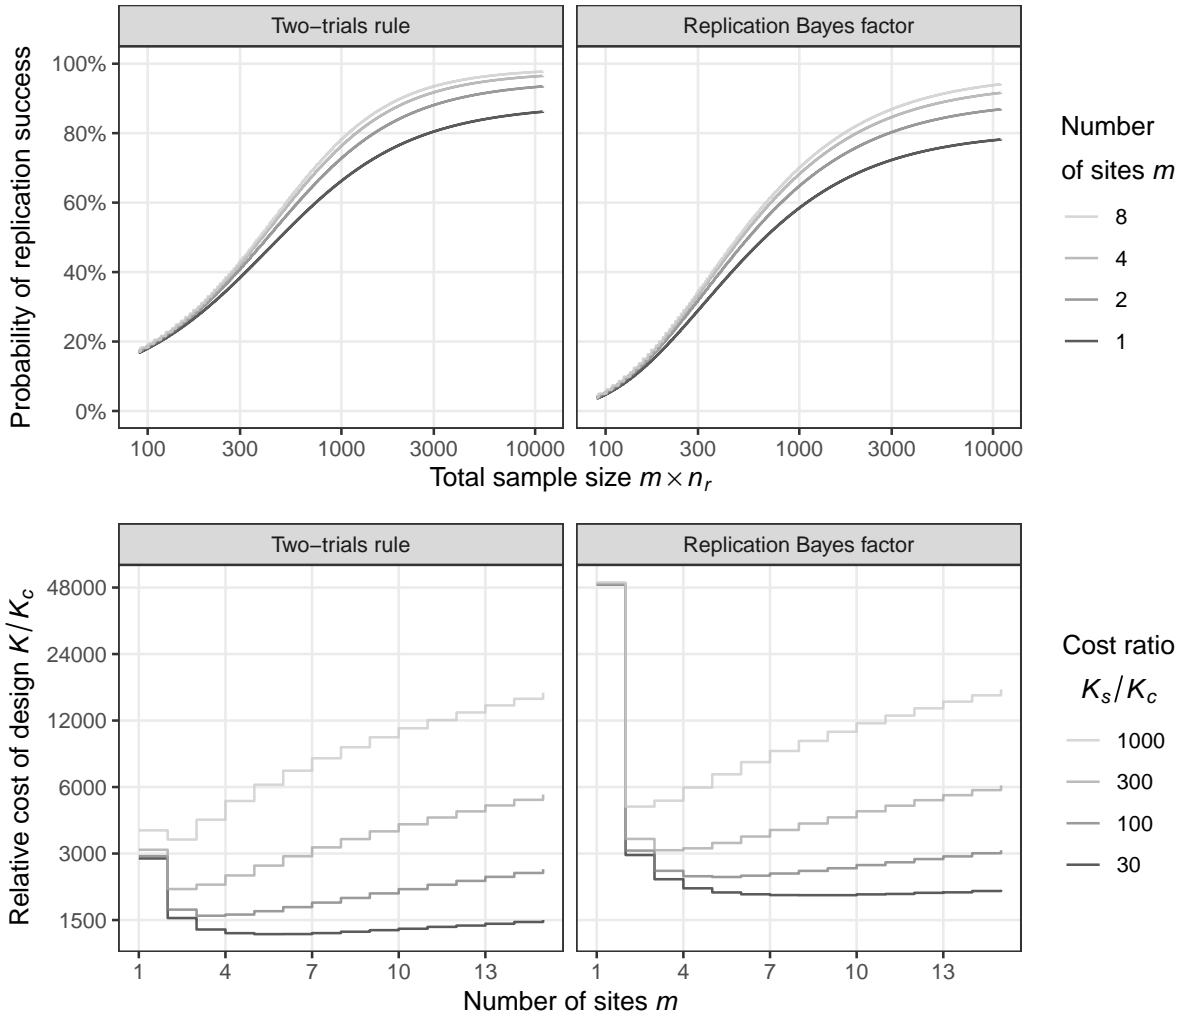 Two−trials rule
Replication Bayes factor
Probability of replication success
100%
80%
60%
40%
20%
0%
100 300 1000 3000 10000
100 300 1000 3000 10000
Total sample size m × n_r
Number
of sites m
8
4
2
1
Two−trials rule
Replication Bayes factor
Relative cost of design K/K_c
48000
24000
12000
6000
3000
1500
1 4 7 10 13
1 4 7 10 13
Number of sites m
Cost ratio
K_s/K_c
1000
300
100
30